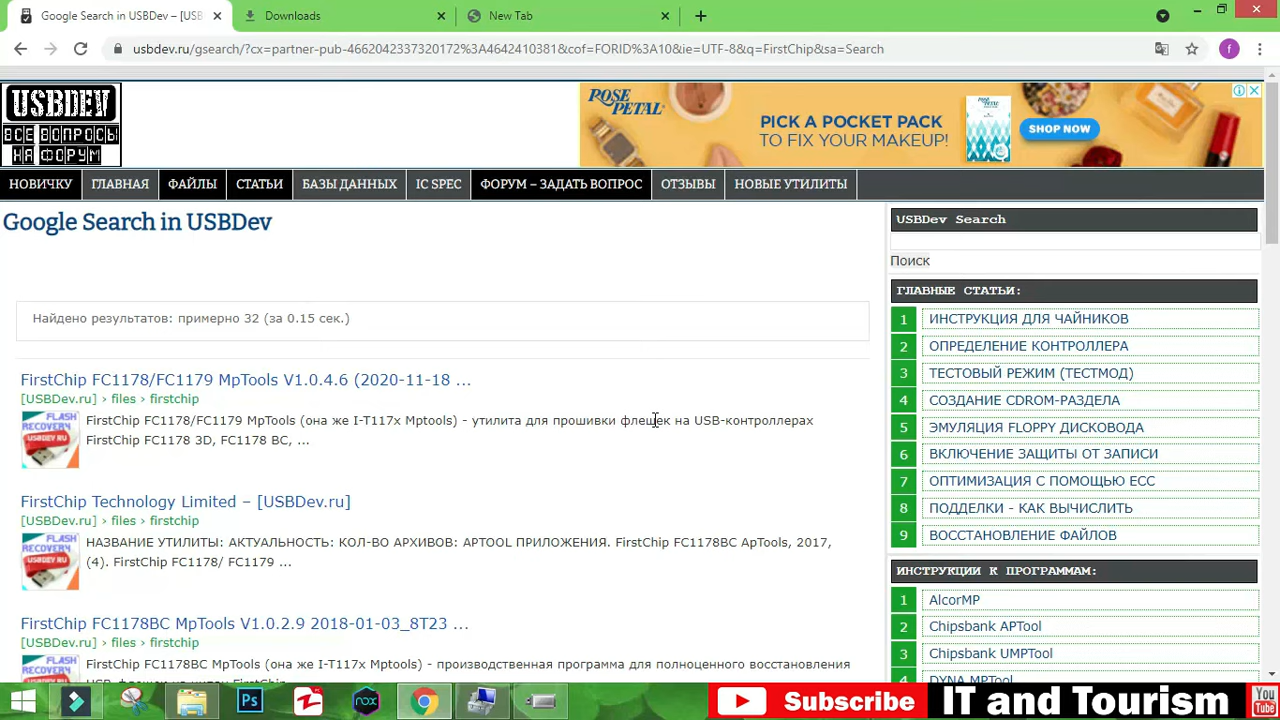 Google Search in USBDev – [USB
Downloads
New Tab
usbdev.ru/gsearch/?cx=partner-pub-4662042337320172%3A4642410381&cof=FORID%3A10&ie=UTF-8&q=FirstChip&sa=Search
f
USBDEV
ВСЕ ВОПРОСЫ
НА ФОРУМ
ROSE PETAL
PICK A POCKET PACK
TO FIX YOUR MAKEUP!
SHOP NOW
НОВИЧКУ ГЛАВНАЯ ФАЙЛЫ СТАТЬИ БАЗЫ ДАННЫХ IC SPEC ФОРУМ – ЗАДАТЬ ВОПРОС ОТЗЫВЫ НОВЫЕ УТИЛИТЫ
Google Search in USBDev
Найдено результатов: примерно 32 (за 0.15 сек.)
FirstChip FC1178/FC1179 MpTools V1.0.4.6 (2020-11-18 ...
[USBDev.ru] › files › firstchip
FLASH
RECOVERY
USBDEV RU
FirstChip FC1178/FC1179 MpTools (она же I-T117x Mptools) - утилита для прошивки флешек на USB-контроллерах
FirstChip FC1178 3D, FC1178 BC, ...
FirstChip Technology Limited – [USBDev.ru]
[USBDev.ru] › files › firstchip
FLASH
RECOVERY
USBDEV RU
НАЗВАНИЕ УТИЛИТЫ: АКТУАЛЬНОСТЬ: КОЛ-ВО АРХИВОВ: APTOOL ПРИЛОЖЕНИЯ. FirstChip FC1178BC ApTools, 2017,
(4). FirstChip FC1178/ FC1179 ...
FirstChip FC1178BC MpTools V1.0.2.9 2018-01-03_8T23 ...
[USBDev.ru] › files › firstchip
FLASH
FirstChip FC1178BC MpTools (она же I-T117x Mptools) - производственная программа для полноценного восстановления
USBDev Search
Поиск
ГЛАВНЫЕ СТАТЬИ:
1 ИНСТРУКЦИЯ ДЛЯ ЧАЙНИКОВ
2 ОПРЕДЕЛЕНИЕ КОНТРОЛЛЕРА
3 ТЕСТОВЫЙ РЕЖИМ (ТЕСТМОД)
4 СОЗДАНИЕ CDROM-РАЗДЕЛА
5 ЭМУЛЯЦИЯ FLOPPY ДИСКОВОДА
6 ВКЛЮЧЕНИЕ ЗАЩИТЫ ОТ ЗАПИСИ
7 ОПТИМИЗАЦИЯ С ПОМОЩЬЮ ECC
8 ПОДДЕЛКИ - КАК ВЫЧИСЛИТЬ
9 ВОССТАНОВЛЕНИЕ ФАЙЛОВ
ИНСТРУКЦИИ К ПРОГРАММАМ:
1 AlcorMP
2 Chipsbank APTool
3 Chipsbank UMPTool
4 DYNA MPTool
Ps
nox
Subscribe
IT and Tourism
You
Tube